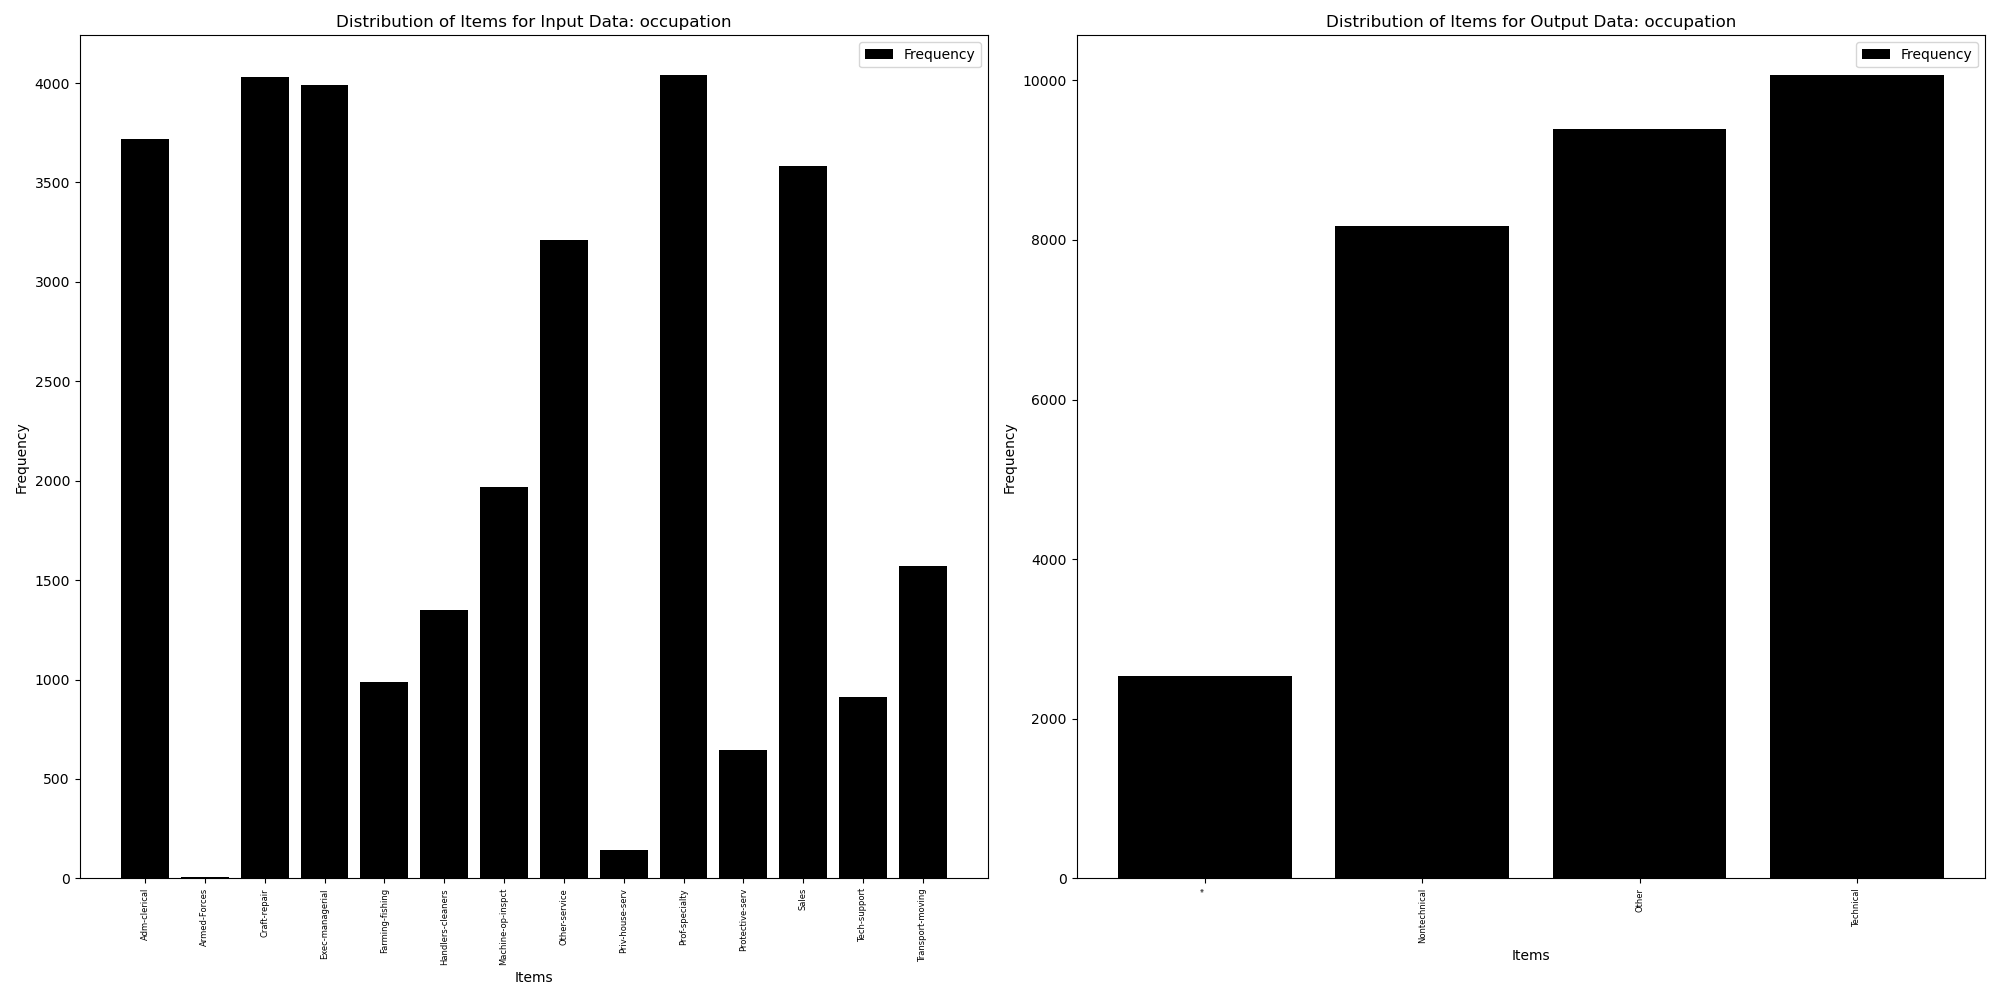 Distribution of Items for Input Data: occupation
Frequency
4000
3500
3000
2500
2000
1500
1000
500
0
Frequency
Adm-clerical
Armed-Forces
Craft-repair
Exec-managerial
Farming-fishing
Handlers-cleaners
Machine-op-inspct
Other-service
Priv-house-serv
Prof-specialty
Protective-serv
Sales
Tech-support
Transport-moving
Items
Distribution of Items for Output Data: occupation
Frequency
10000
8000
6000
4000
2000
0
Frequency
*
Nontechnical
Other
Technical
Items